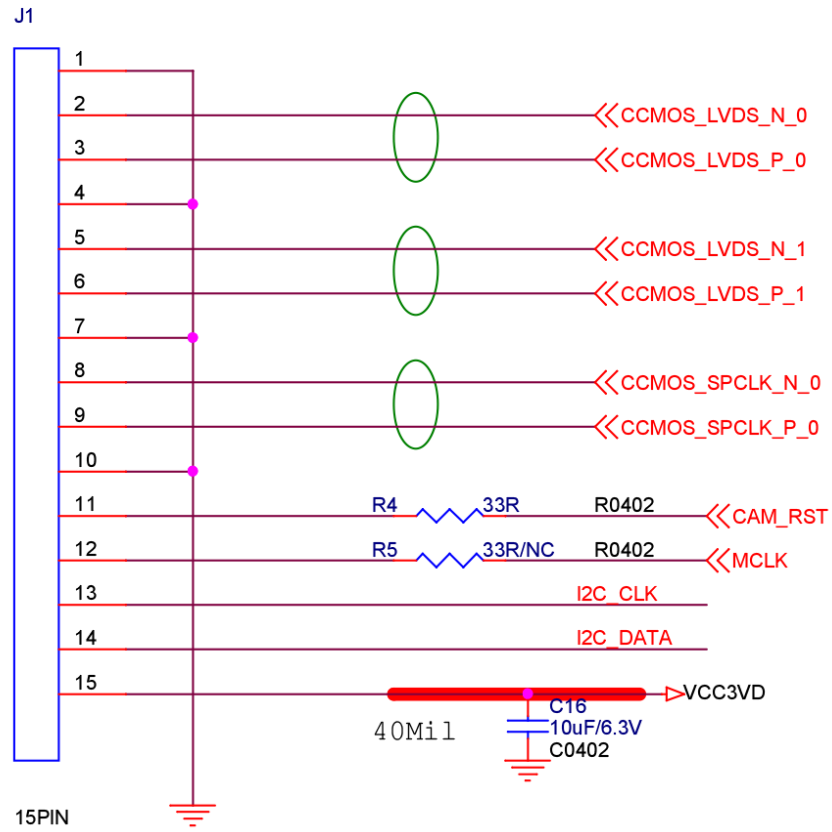 J1
1
2 CCMOS_LVDS_N_0
3 CCMOS_LVDS_P_0
4
5 CCMOS_LVDS_N_1
6 CCMOS_LVDS_P_1
7
8 CCMOS_SPCLK_N_0
9 CCMOS_SPCLK_P_0
10
11 R4 33R R0402 CAM_RST
12 R5 33R/NC R0402 MCLK
13 I2C_CLK
14 I2C_DATA
15 VCC3VD
40Mil
C16
10uF/6.3V
C0402
15PIN